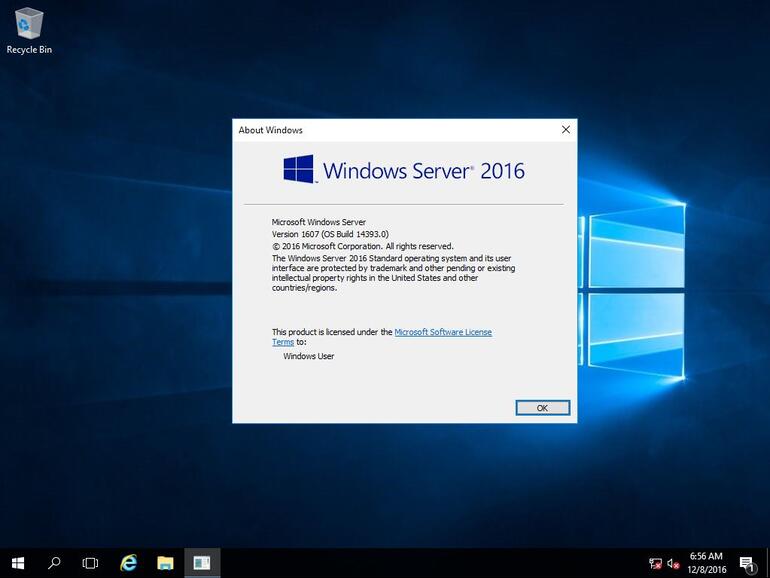 Recycle Bin
About Windows
Windows Server® 2016
Microsoft Windows Server
Version 1607 (OS Build 14393.0)
© 2016 Microsoft Corporation. All rights reserved.
The Windows Server 2016 Standard operating system and its user
interface are protected by trademark and other pending or existing
intellectual property rights in the United States and other
countries/regions.
This product is licensed under the Microsoft Software License
Terms to:
Windows User
OK
6:56 AM
12/8/2016
1